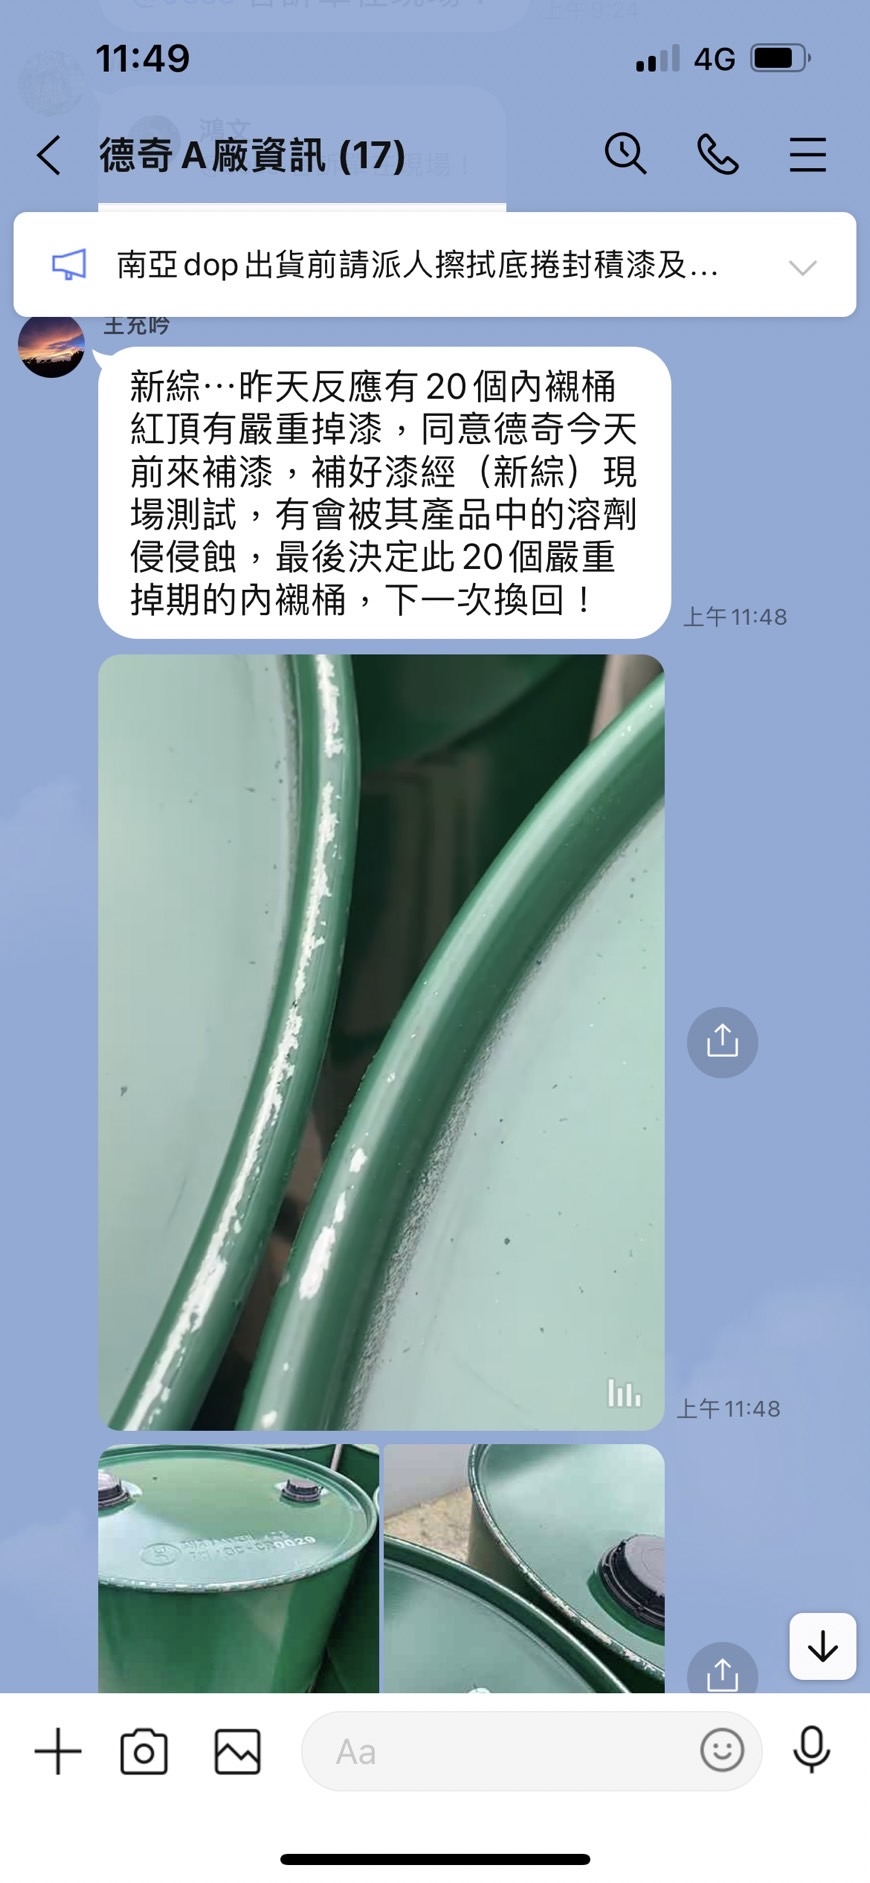 11:49
4G
德奇A廠資訊 (17)
南亞dop出貨前請派人擦拭底捲封積漆及...
王充吟
新綜⋯昨天反應有20個內襯桶
紅頂有嚴重掉漆，同意德奇今天
前來補漆，補好漆經（新綜）現
場測試，有會被其產品中的溶劑
侵侵蝕，最後決定此20個嚴重
掉期的內襯桶，下一次換回！
上午11:48
上午11:48
0029
Aa